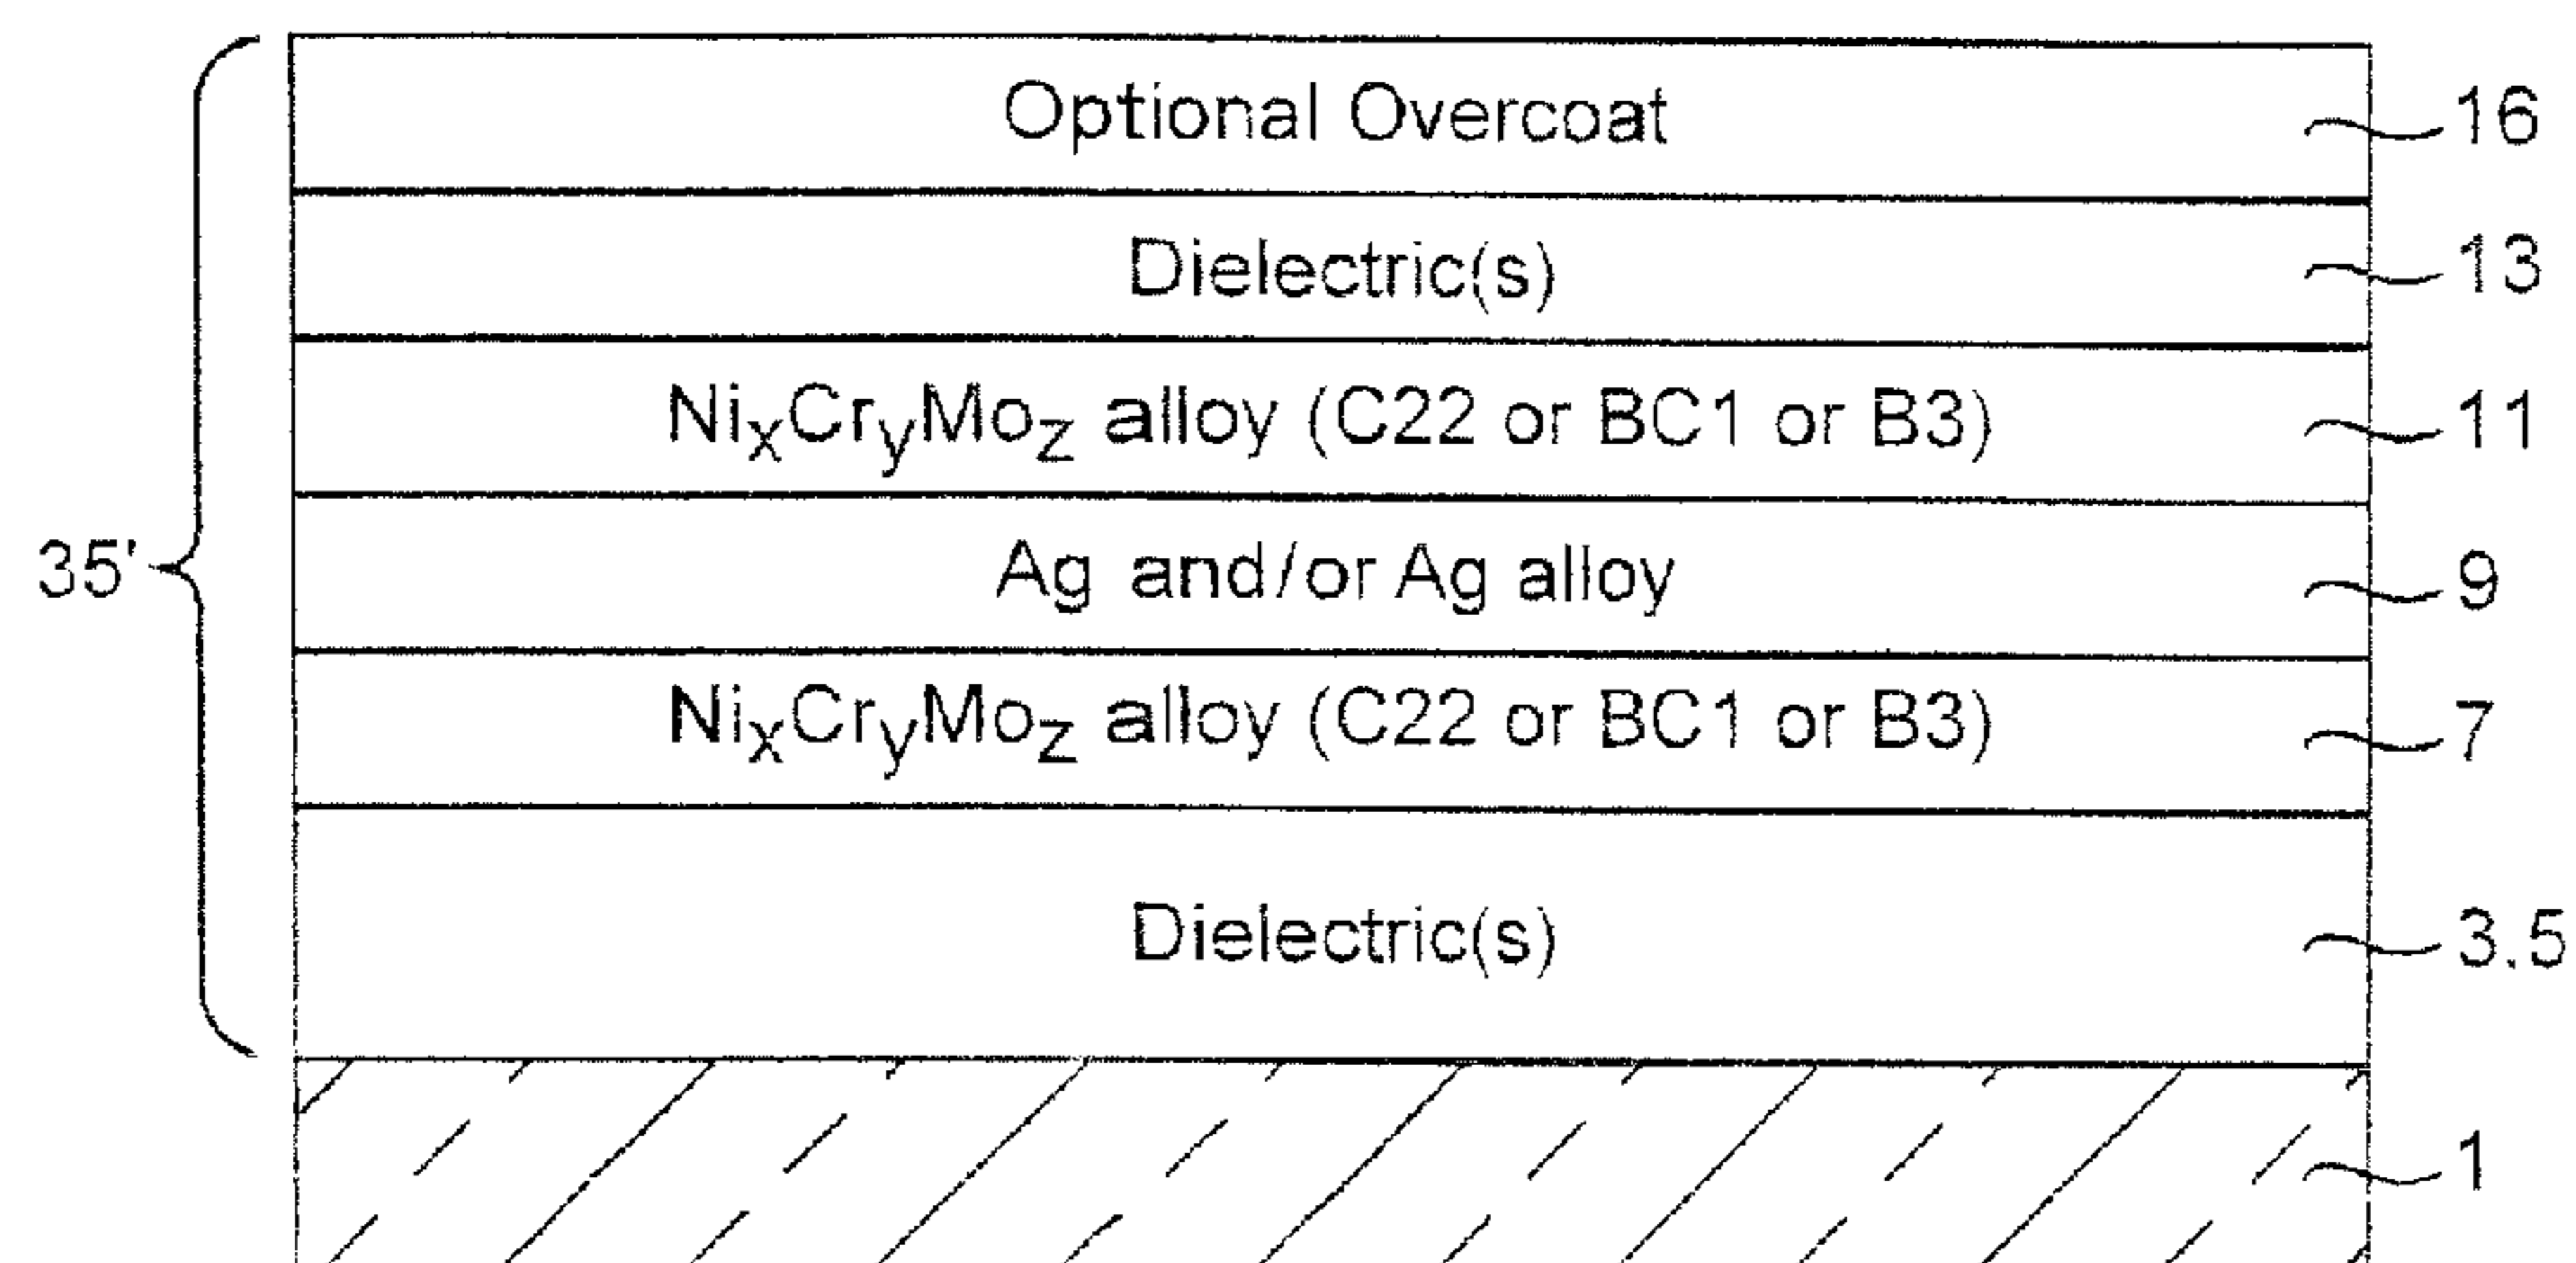 Optional Overcoat 16
Dielectric(s) 13
NixCryMoz alloy (C22 or BC1 or B3) 11
35' Ag and/or Ag alloy 9
NixCryMoz alloy (C22 or BC1 or B3) 7
Dielectric(s) 3.5
1